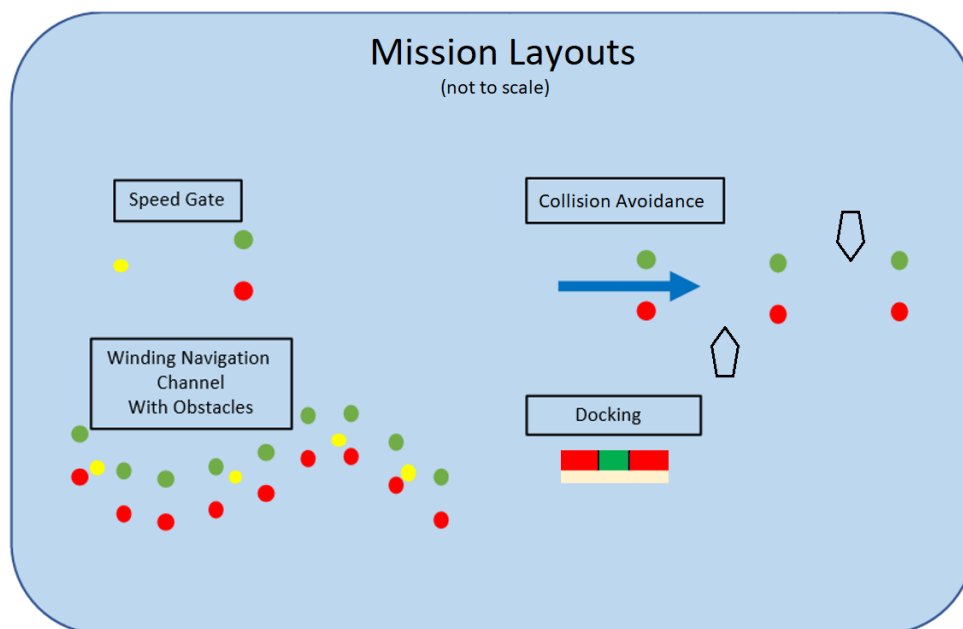 Mission Layouts
(not to scale)
Speed Gate
Collision Avoidance
Winding Navigation
Channel
With Obstacles
Docking